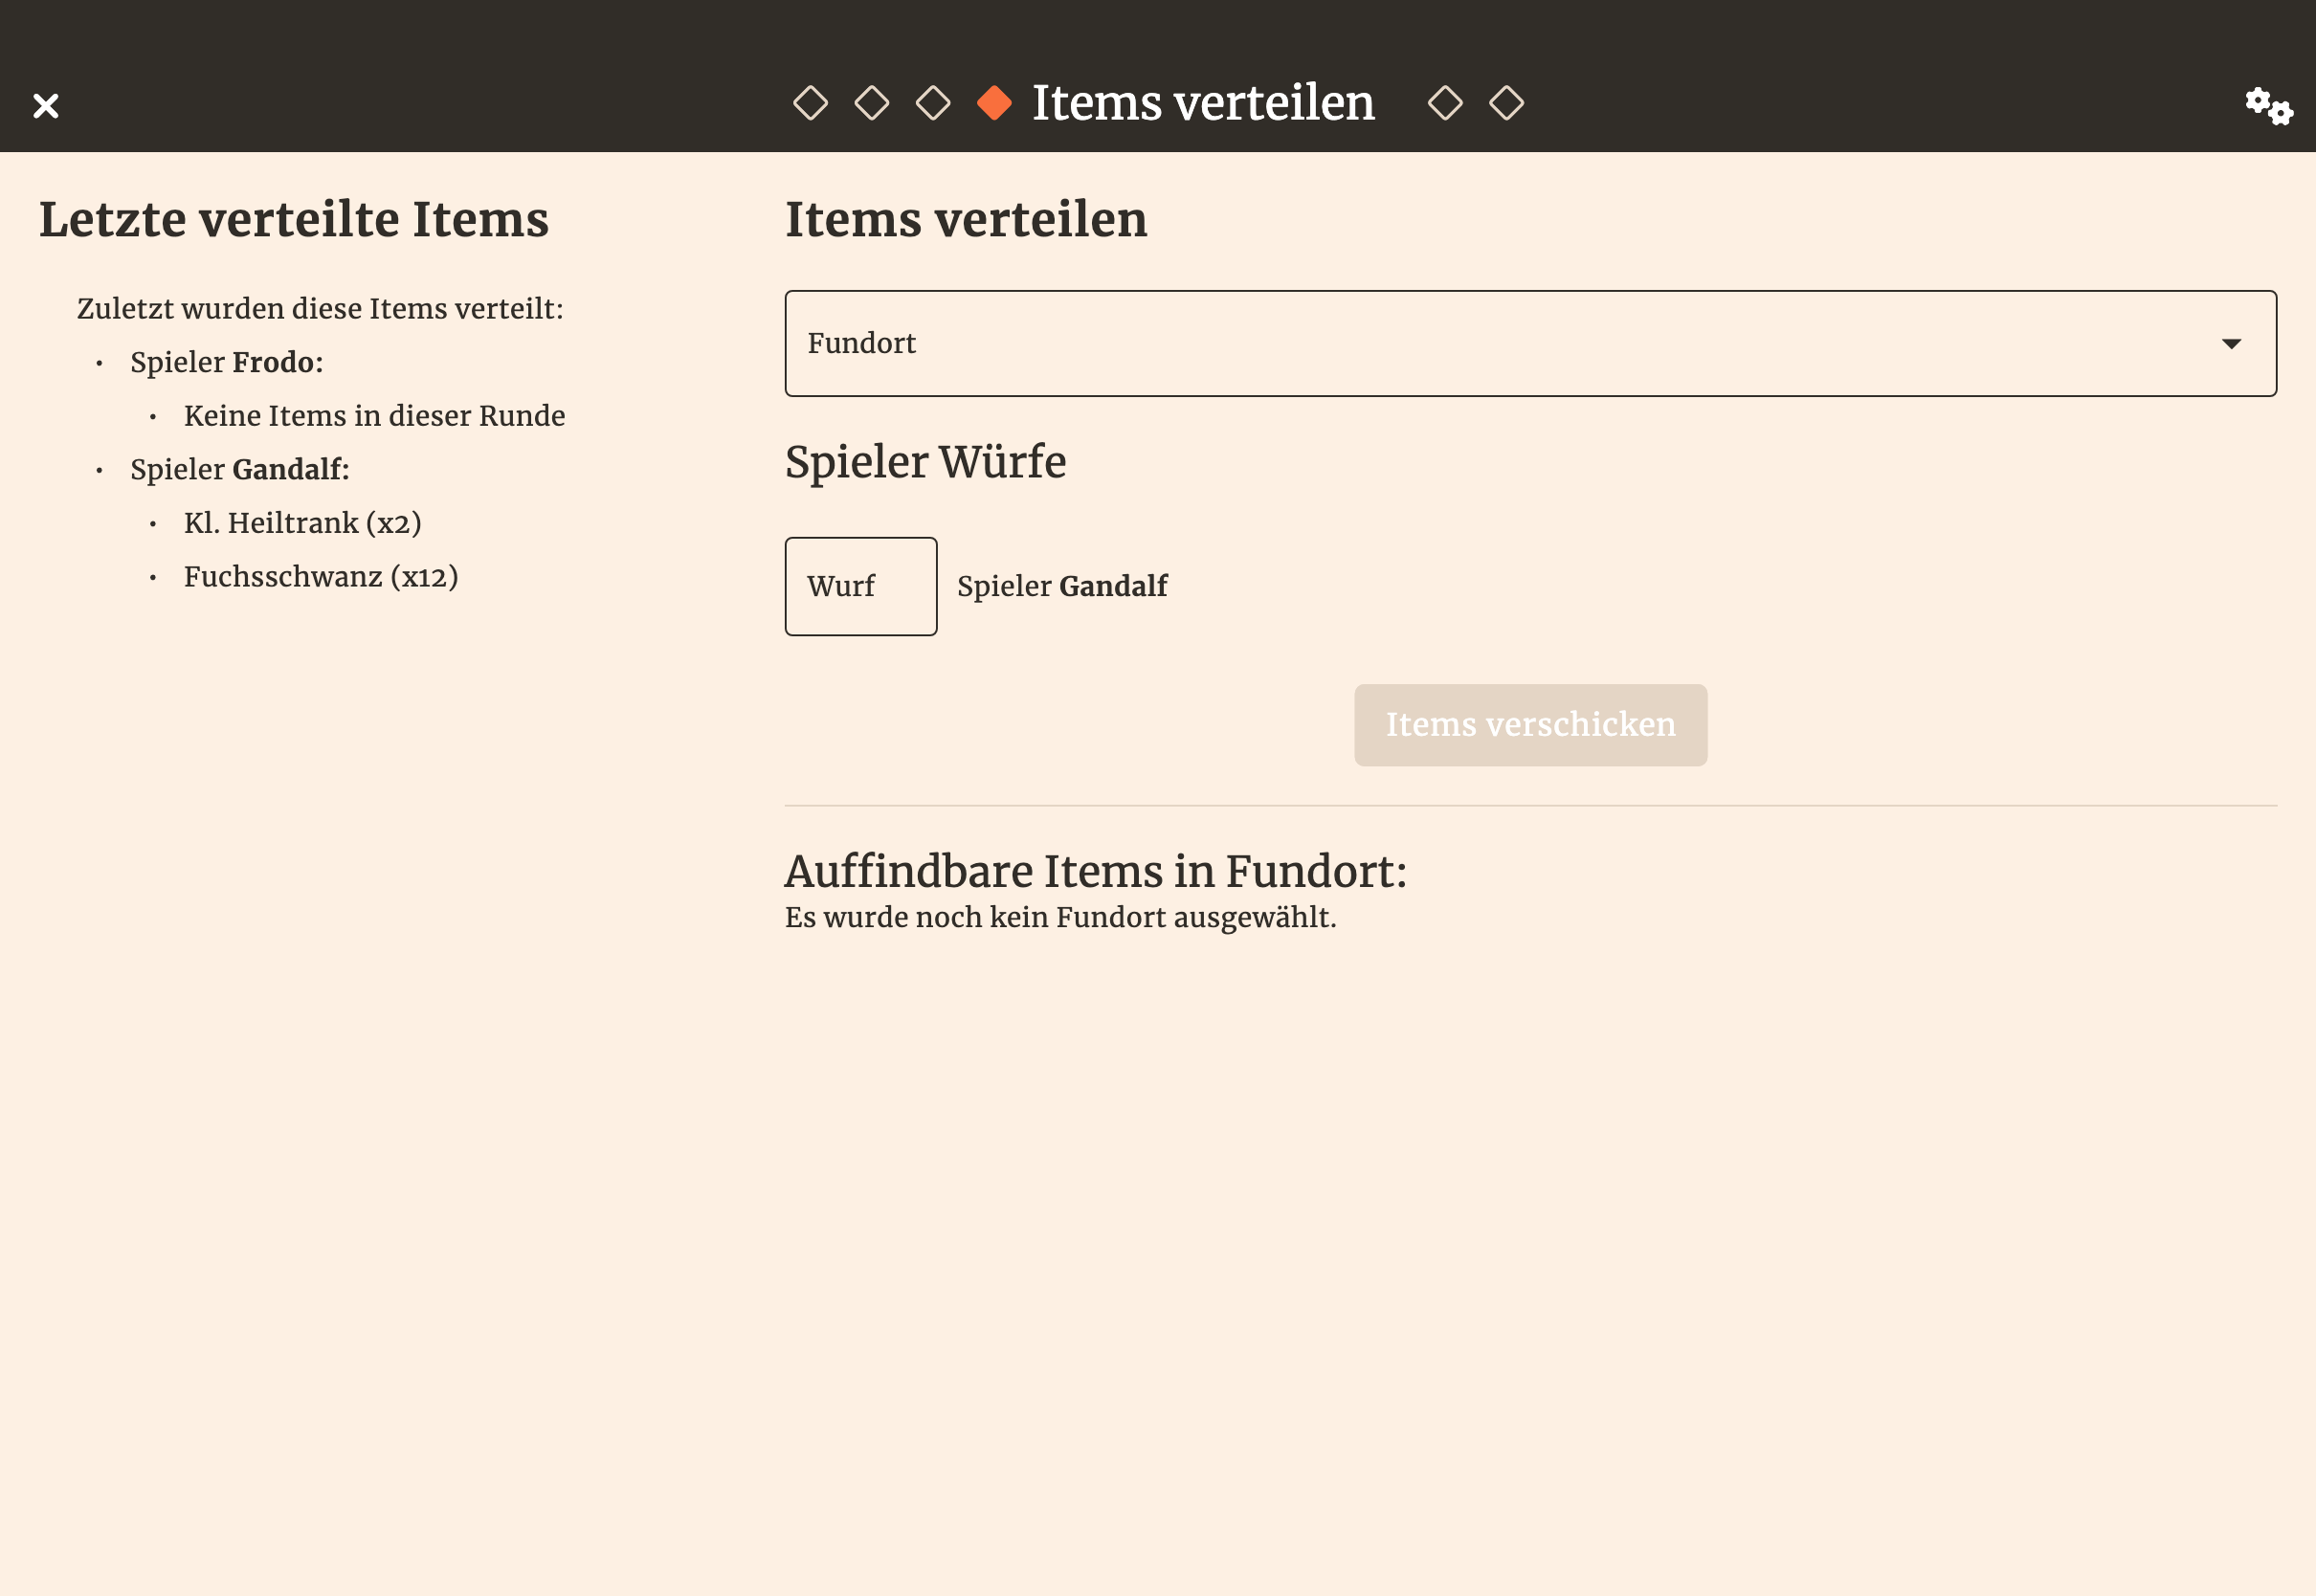 Items verteilen
Letzte verteilte Items
Zuletzt wurden diese Items verteilt:
• Spieler Frodo:
• Keine Items in dieser Runde
• Spieler Gandalf:
• Kl. Heiltrank (x2)
• Fuchsschwanz (x12)
Items verteilen
Fundort
Spieler Würfe
Wurf Spieler Gandalf
Items verschicken
Auffindbare Items in Fundort:
Es wurde noch kein Fundort ausgewählt.